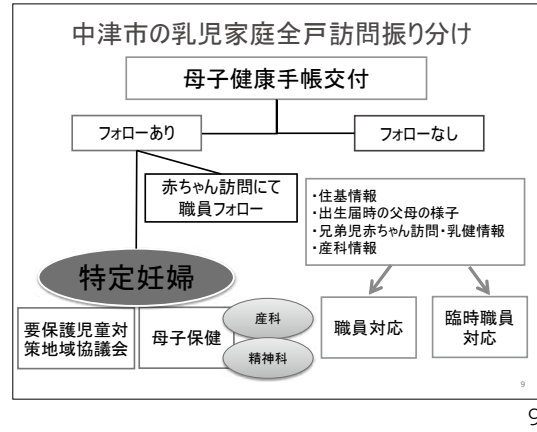 中津市の乳児家庭全戸訪問振り分け
母子健康手帳交付
フォローあり
フォローなし
赤ちゃん訪問にて
職員フォロー
・住基情報
・出生届時の父母の様子
・兄弟児赤ちゃん訪問・乳健情報
・産科情報
特定妊婦
要保護児童対
策地域協議会
母子保健
産科
精神科
職員対応
臨時職員
対応
9
9